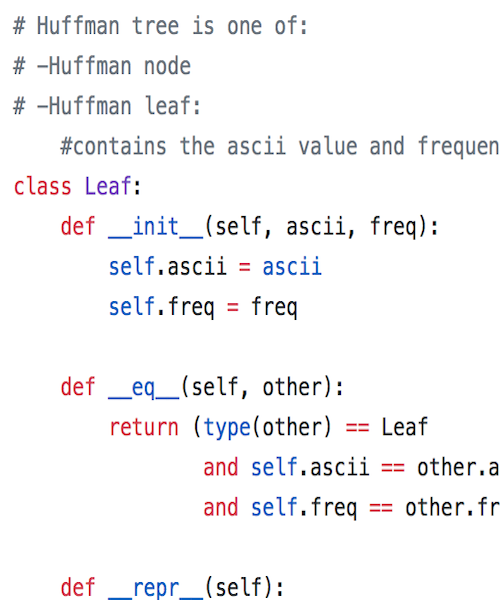 # Huffman tree is one of:
# -Huffman node
# -Huffman leaf:
    #contains the ascii value and frequen
class Leaf:
    def __init__(self, ascii, freq):
        self.ascii = ascii
        self.freq = freq
    def __eq__(self, other):
        return (type(other) == Leaf
                and self.ascii == other.a
                and self.freq == other.fr
    def __repr__(self):